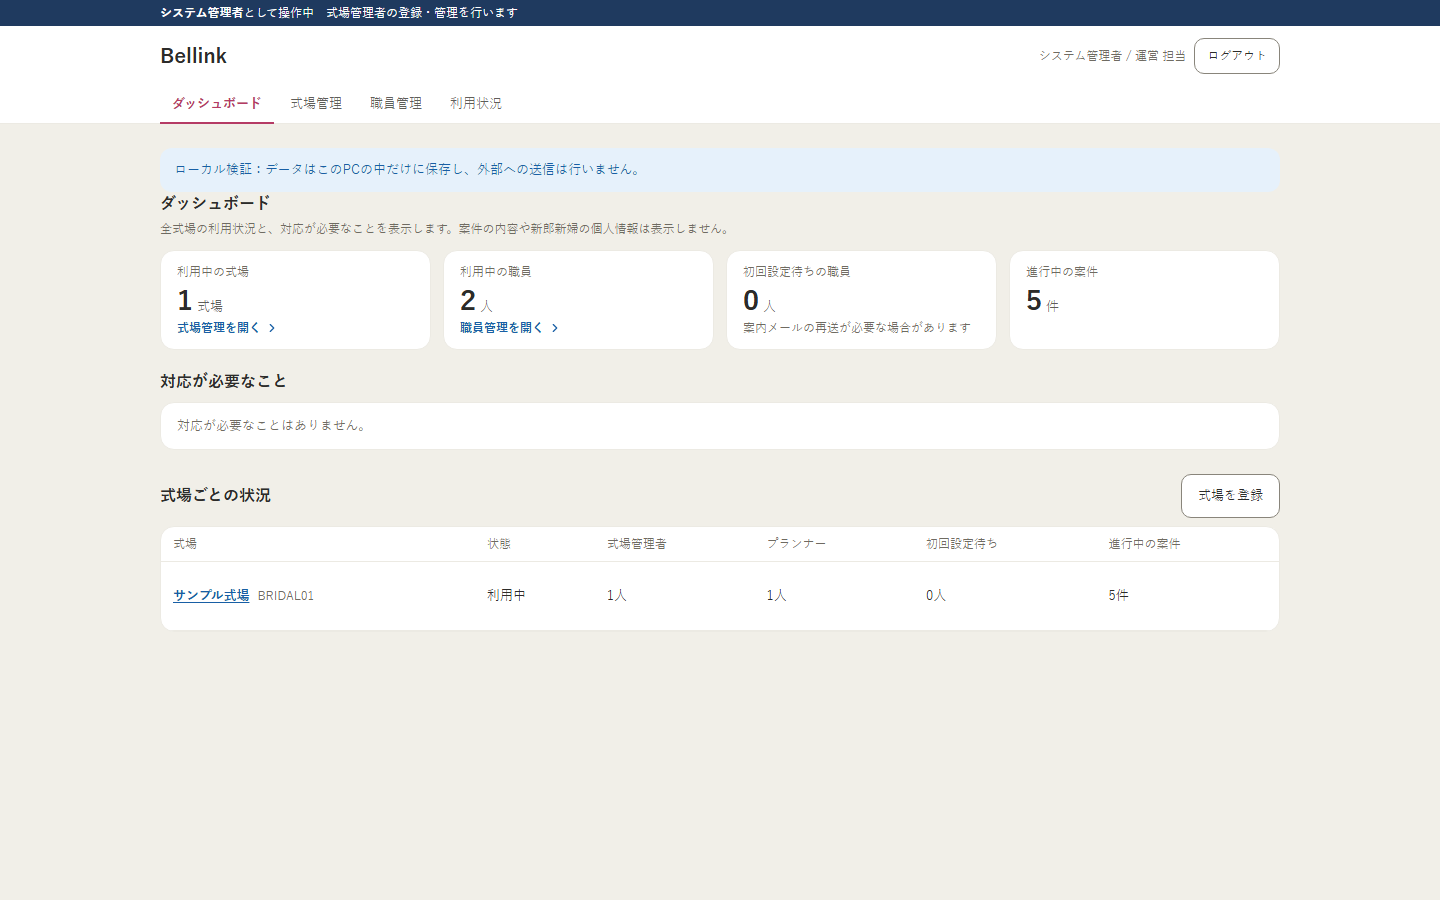 システム管理者として操作中　式場管理者の登録・管理を行います
Bellink
システム管理者 / 運営 担当
ログアウト
ダッシュボード
式場管理
職員管理
利用状況
ローカル検証：データはこのPCの中だけに保存し、外部への送信は行いません。
ダッシュボード
全式場の利用状況と、対応が必要なことを表示します。案件の内容や新郎新婦の個人情報は表示しません。
利用中の式場
1 式場
式場管理を開く
利用中の職員
2 人
職員管理を開く
初回設定待ちの職員
0 人
案内メールの再送が必要な場合があります
進行中の案件
5 件
対応が必要なこと
対応が必要なことはありません。
式場ごとの状況
式場を登録
式場 状態 式場管理者 プランナー 初回設定待ち 進行中の案件
サンプル式場 BRIDAL01 利用中 1人 1人 0人 5件